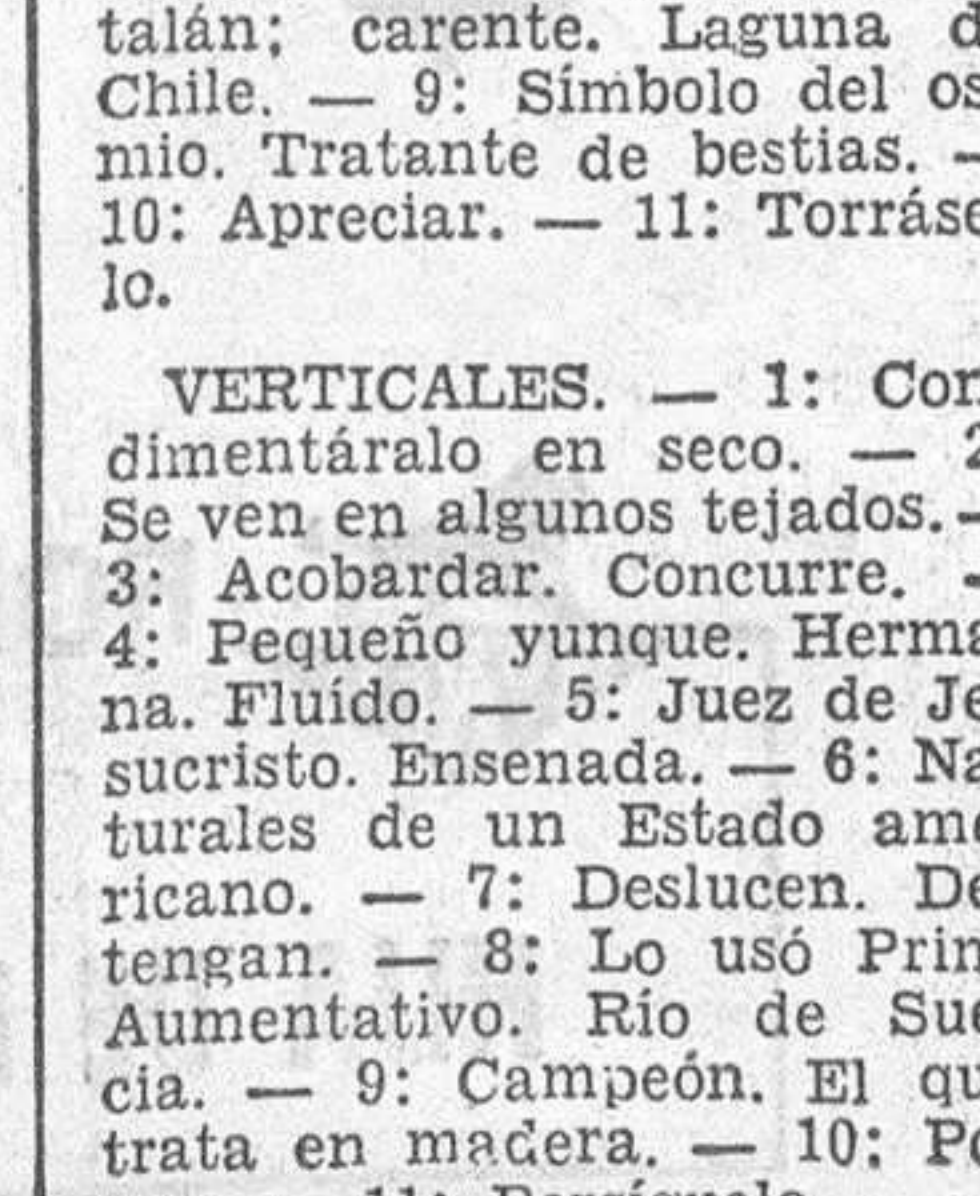 talán; carente. Laguna d
Chile. — 9: Símbolo del os
mio. Tratante de bestias. —
10: Apreciar. — 11: Torrásc
lo.
VERTICALES. — 1: Con
dimentáralo en seco. — 2
Se ven en algunos tejados. —
3: Acobardar. Concurre. —
4: Pequeño yunque. Herma
na. Fluído. — 5: Juez de Je
sucristo. Ensenada. — 6: Na
turales de un Estado ame
ricano. — 7: Deslucen. De
tengan. — 8: Lo usó Prim
Aumentativo. Río de Sue
cia. — 9: Campeón. El qu
trata en madera. — 10: Po
11: